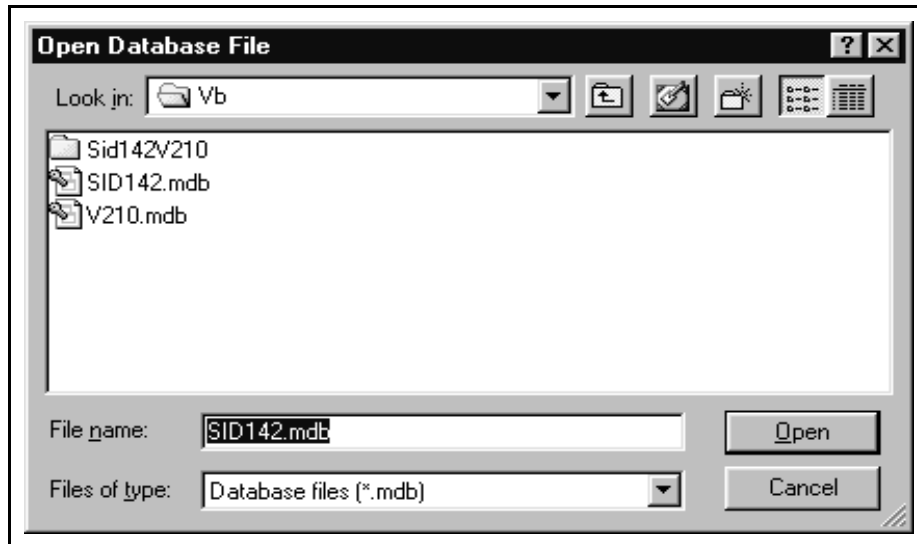 Open Database File
Look in: Vb
Sid142V210
SID142.mdb
V210.mdb
File name: SID142.mdb Open
Files of type: Database files (*.mdb) Cancel